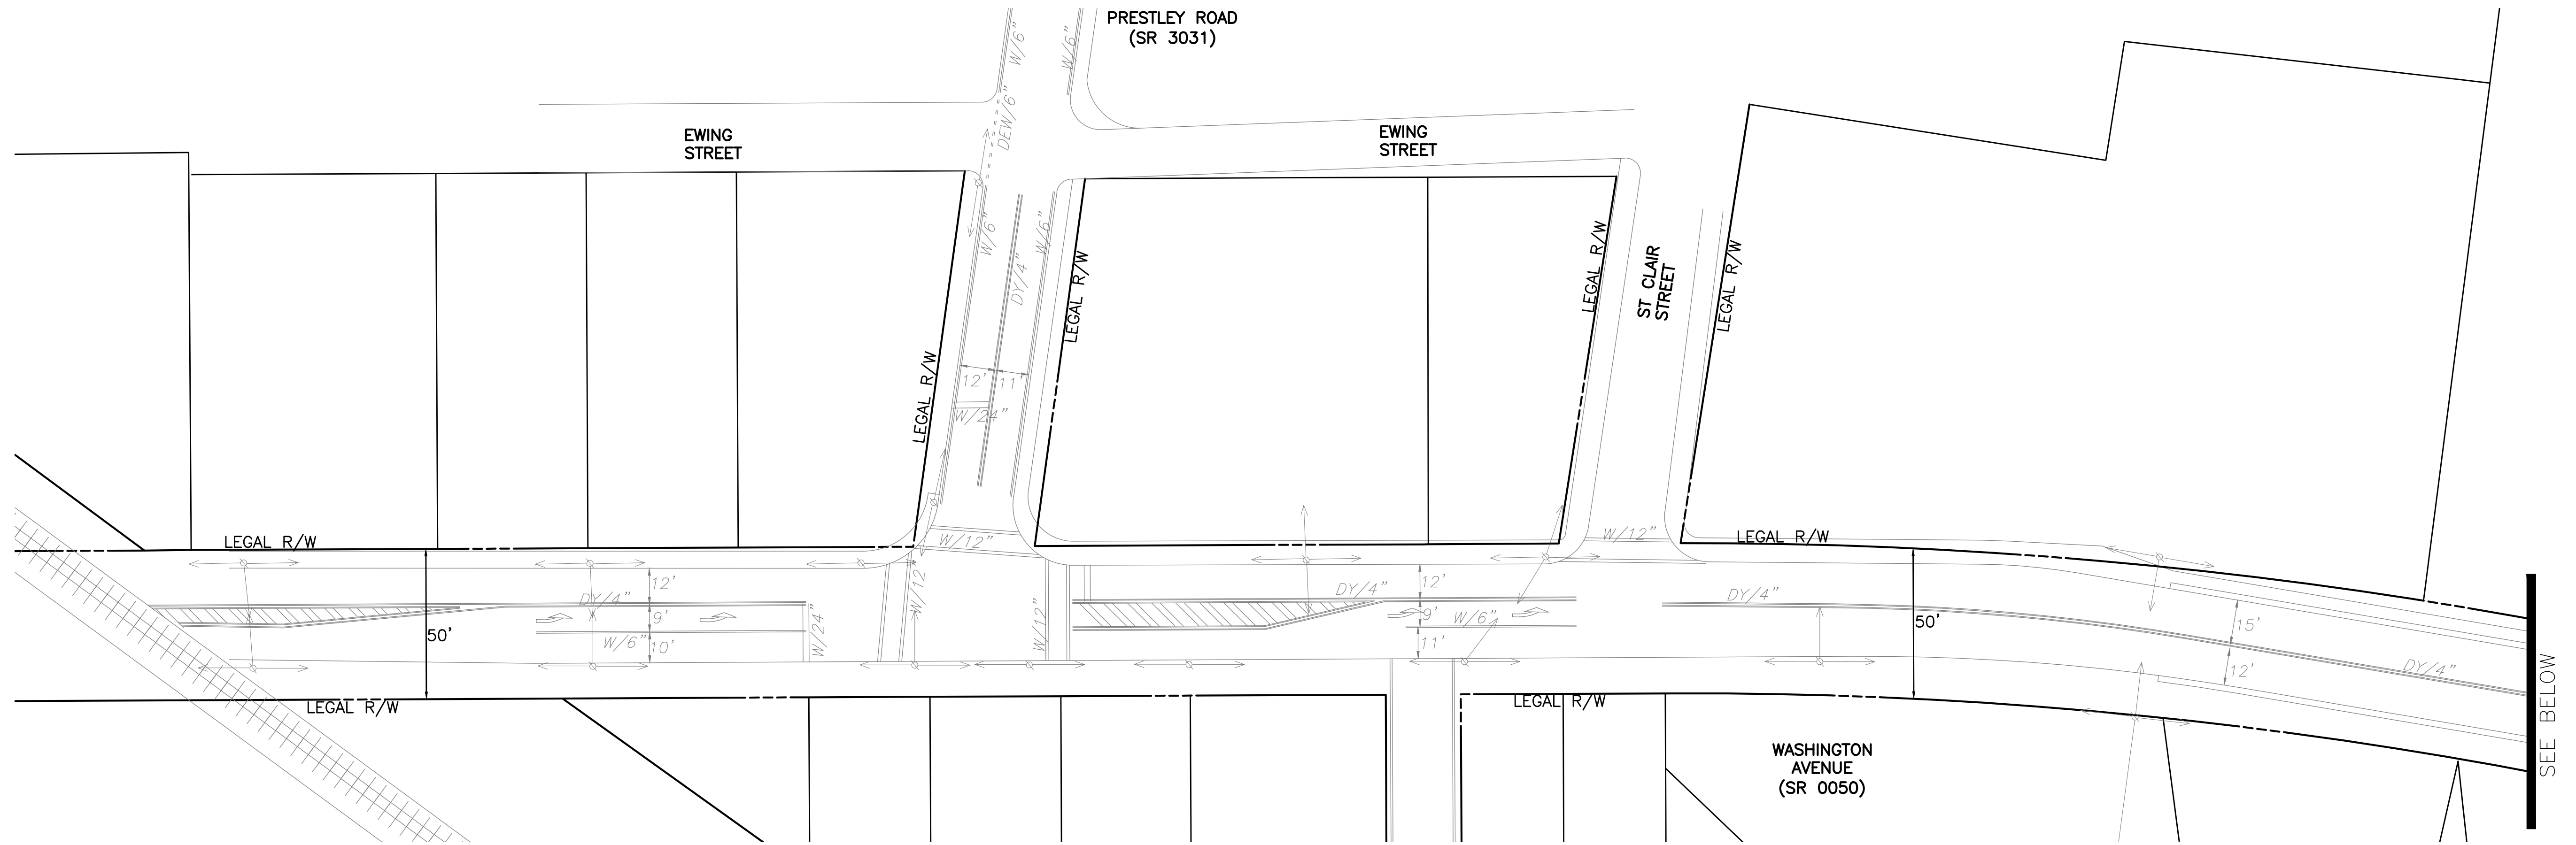 PRESTLEY ROAD
(SR 3031)
W/6"
W/6"
DEW/6"
EWING
STREET
EWING
STREET
W/6"
W/6"
DY/4"
LEGAL R/W
LEGAL R/W
LEGAL R/W
ST CLAIR
STREET
LEGAL R/W
12'
11'
W/24"
LEGAL R/W
W/12"
W/12"
LEGAL R/W
12'
DY/4"
9'
W/6"
10'
50'
W/24"
W/12
W/12"
12'
DY/4"
9'
W/6"
11'
DY/4"
50'
15'
12'
DY/4"
LEGAL R/W
LEGAL R/W
WASHINGTON
AVENUE
(SR 0050)
SEE BELOW